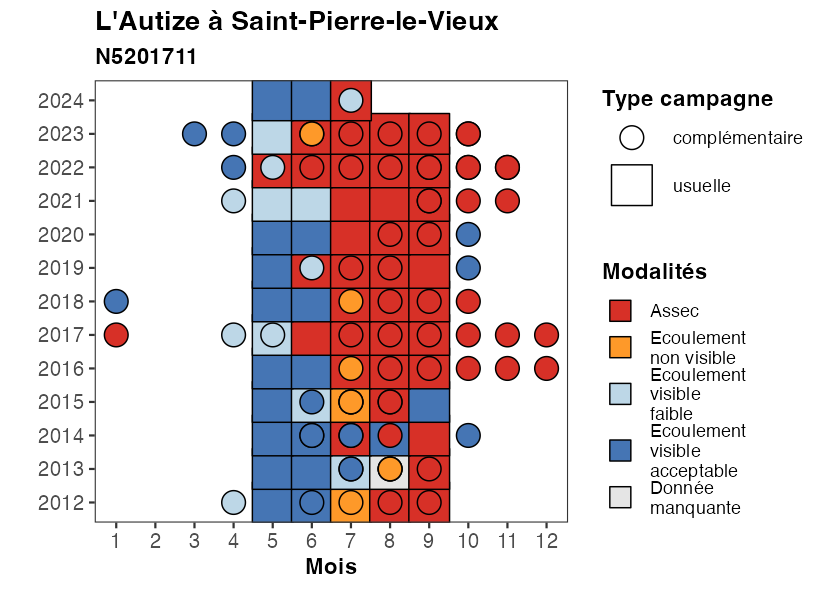 L'Autize à Saint-Pierre-le-Vieux
N5201711
2024
2023
2022
2021
2020
2019
2018
2017
2016
2015
2014
2013
2012
1 2 3 4 5 6 7 8 9 10 11 12
Mois
Type campagne
complémentaire
usuelle
Modalités
Assec
Ecoulement
non visible
Ecoulement
visible
faible
Ecoulement
visible
acceptable
Donnée
manquante